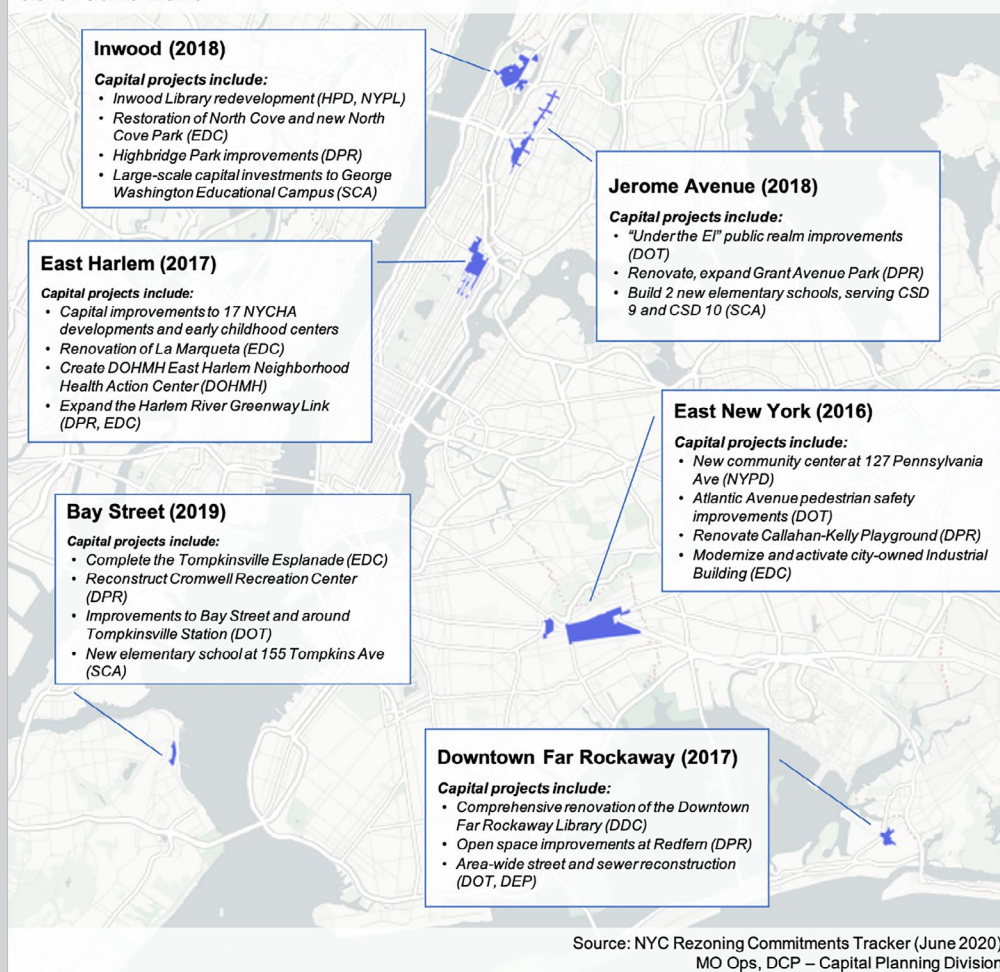 Inwood (2018)
Capital projects include:
• Inwood Library redevelopment (HPD, NYPL)
• Restoration of North Cove and new North
Cove Park (EDC)
• Highbridge Park improvements (DPR)
• Large-scale capital investments to George
Washington Educational Campus (SCA)
Jerome Avenue (2018)
Capital projects include:
• “Under the El” public realm improvements
(DOT)
• Renovate, expand Grant Avenue Park (DPR)
• Build 2 new elementary schools, serving CSD
9 and CSD 10 (SCA)
East Harlem (2017)
Capital projects include:
• Capital improvements to 17 NYCHA
developments and early childhood centers
• Renovation of La Marqueta (EDC)
• Create DOHMH East Harlem Neighborhood
Health Action Center (DOHMH)
• Expand the Harlem River Greenway Link
(DPR, EDC)
East New York (2016)
Capital projects include:
• New community center at 127 Pennsylvania
Ave (NYPD)
• Atlantic Avenue pedestrian safety
improvements (DOT)
• Renovate Callahan-Kelly Playground (DPR)
• Modernize and activate city-owned Industrial
Building (EDC)
Bay Street (2019)
Capital projects include:
• Complete the Tompkinsville Esplanade (EDC)
• Reconstruct Cromwell Recreation Center
(DPR)
• Improvements to Bay Street and around
Tompkinsville Station (DOT)
• New elementary school at 155 Tompkins Ave
(SCA)
Downtown Far Rockaway (2017)
Capital projects include:
• Comprehensive renovation of the Downtown
Far Rockaway Library (DDC)
• Open space improvements at Redfern (DPR)
• Area-wide street and sewer reconstruction
(DOT, DEP)
Source: NYC Rezoning Commitments Tracker (June 2020)
MO Ops, DCP – Capital Planning Division